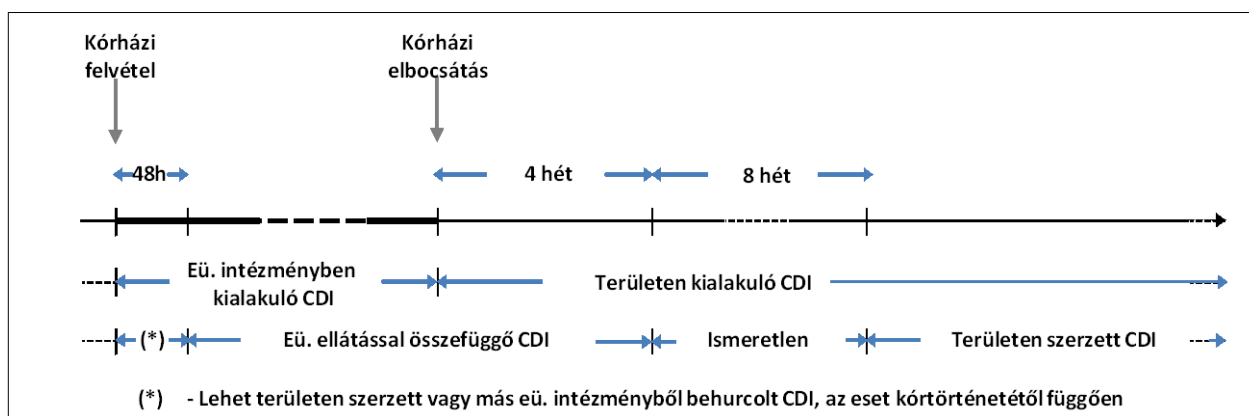 Kórházi felvétel
Kórházi elbocsátás
48h
4 hét
8 hét
Eü. intézményben kialakuló CDI
Területen kialakuló CDI
(*)
Eü. ellátással összefüggő CDI
Ismeretlen
Területen szerzett CDI
(*) - Lehet területen szerzett vagy más eü. intézményből behurcolt CDI, az eset kórtörténetétől függően